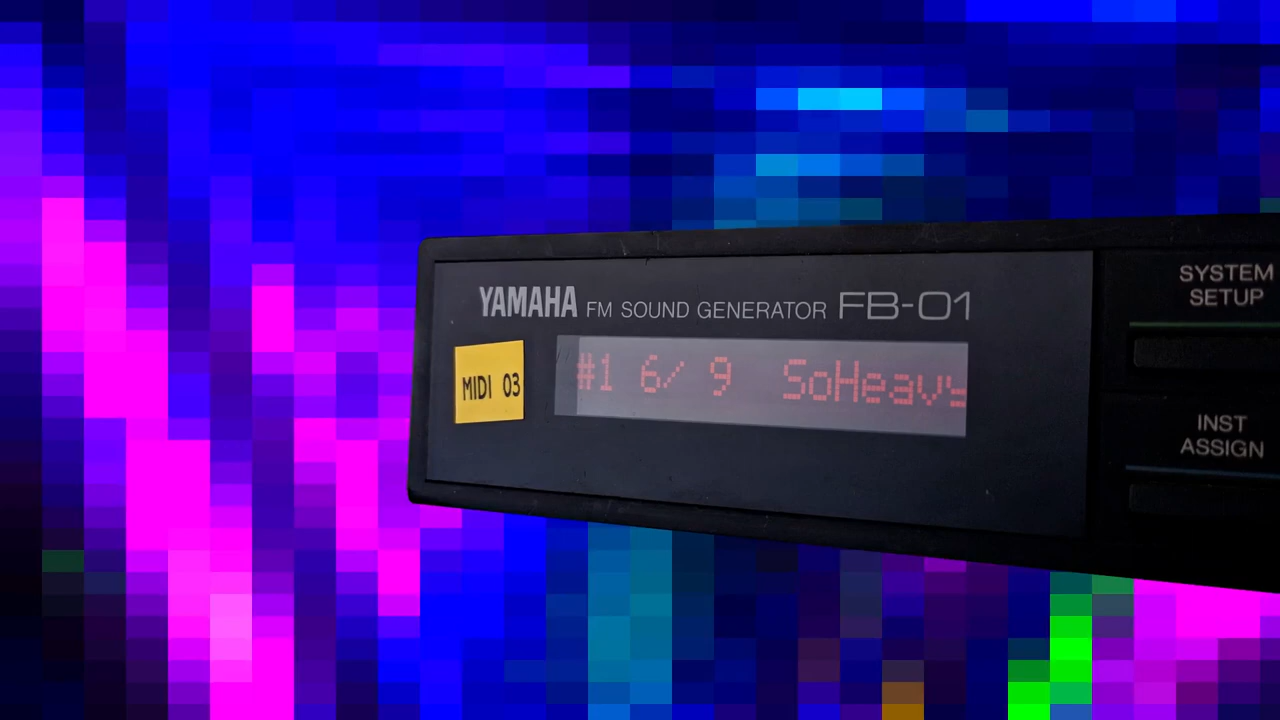 YAMAHA FM SOUND GENERATOR FB-01
MIDI 03
#1 6/ 9 SoHeavy
SYSTEM
SETUP
INST
ASSIGN